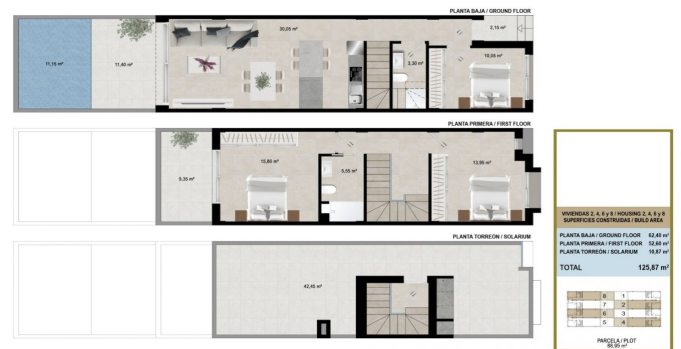 PLANTA BAJA / GROUND FLOOR
30,05 m²
2,10 m²
11,15 m²
11,40 m²
3,30 m²
10,05 m²
PLANTA PRIMERA / FIRST FLOOR
9,35 m²
15,80 m²
5,55 m²
13,95 m²
PLANTA TORREÓN / SOLARIUM
42,40 m²
VIVIENDAS 2, 4, 6 y 8 / HOUSING 2, 4, 6 y 8
SUPERFICIES CONSTRUIDAS / BUILD AREA
PLANTA BAJA / GROUND FLOOR 62,40 m²
PLANTA PRIMERA / FIRST FLOOR 52,60 m²
PLANTA TORREÓN / SOLARIUM 10,87 m²
TOTAL 125,87 m²
8 1
7 2
6 3
5 4
PARCELA / PLOT
88,95 m²